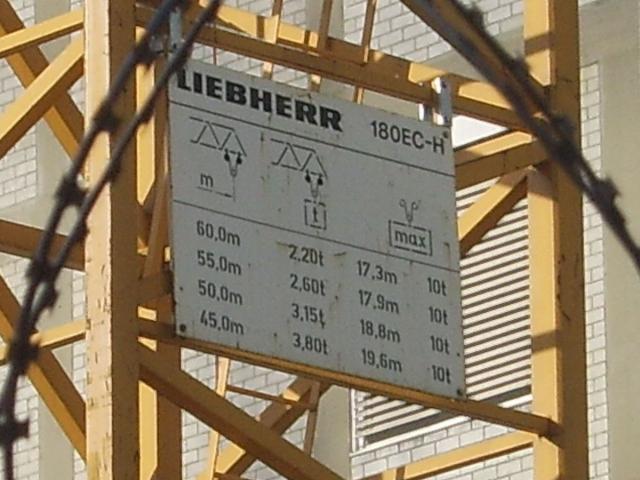 LIEBHERR 180EC-H
m t max
60,0m 2,20t 17,3m 10t
55,0m 2,60t 17,9m 10t
50,0m 3,15t 18,8m 10t
45,0m 3,80t 19,6m 10t